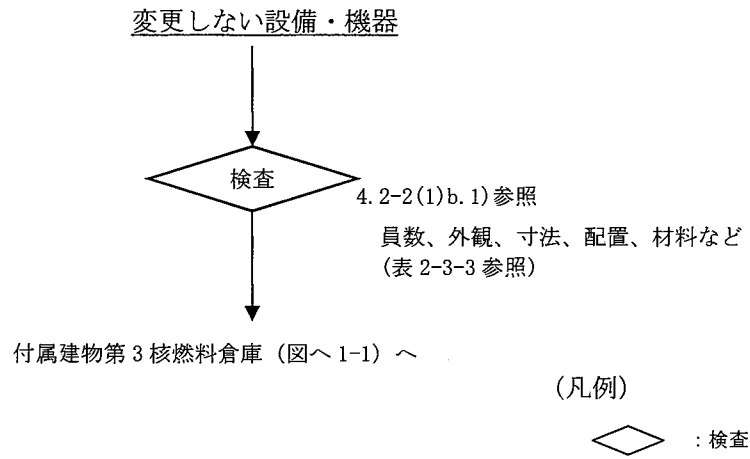 変更しない設備・機器
検査
4.2-2(1)b.1)参照
員数、外観、寸法、配置、材料など
(表 2-3-3 参照)
付属建物第3核燃料倉庫（図へ 1-1）へ
(凡例)
：検査